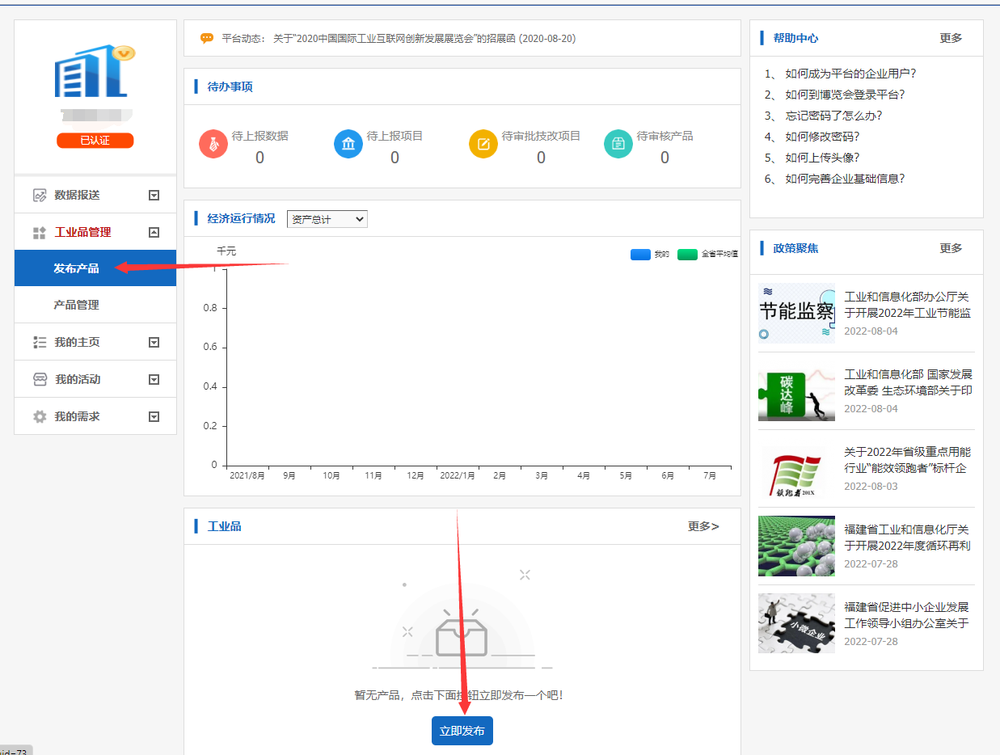 已认证
数据报送
工业品管理
发布产品
产品管理
我的主页
我的活动
我的需求
平台动态： 关于“2020中国国际工业互联网创新发展展览会”的招展函 (2020-08-20)
待办事项
待上报数据
0
待上报项目
0
待审批技改项目
0
待审核产品
0
经济运行情况 资产总计
千元
我的 全省平均值
1
0.8
0.6
0.4
0.2
0
2021/8月 9月 10月 11月 12月 2022/1月 2月 3月 4月 5月 6月 7月
工业品 更多>
暂无产品，点击下面按钮立即发布一个吧！
立即发布
帮助中心 更多
1、 如何成为平台的企业用户？
2、 如何到博览会登录平台？
3、 忘记密码了怎么办？
4、 如何修改密码？
5、 如何上传头像？
6、 如何完善企业基础信息？
政策聚焦 更多
节能监察
工业和信息化部办公厅关
于开展2022年工业节能监
2022-08-04
碳达峰
工业和信息化部 国家发展
改革委 生态环境部关于印
2022-08-04
领跑者201X
关于2022年省级重点用能
行业“能效领跑者”标杆企
2022-08-03
福建省工业和信息化厅关
于开展2022年度循环再利
2022-07-28
小微企业
福建省促进中小企业发展
工作领导小组办公室关于
2022-07-28
id=73